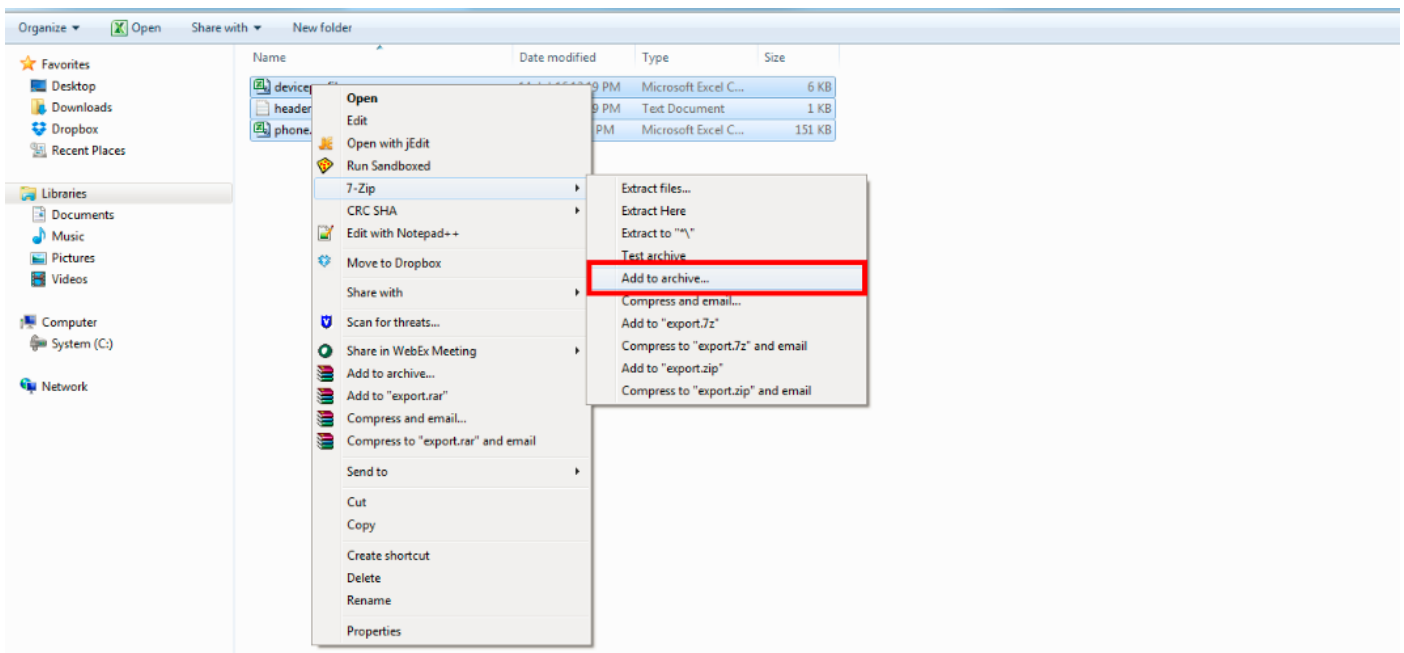 Organize Open Share with New folder
Favorites
Desktop
Downloads
Dropbox
Recent Places
Libraries
Documents
Music
Pictures
Videos
Computer
System (C:)
Network
Name Date modified Type Size
PM Microsoft Excel C... 6 KB
header PM Text Document 1 KB
phone. PM Microsoft Excel C... 151 KB
Open
Edit
Open with jEdit
Run Sandboxed
7-Zip
CRC SHA
Edit with Notepad++
Move to Dropbox
Share with
Scan for threats...
Share in WebEx Meeting
Add to archive...
Add to "export.rar"
Compress and email...
Compress to "export.rar" and email
Send to
Cut
Copy
Create shortcut
Delete
Rename
Properties
Extract files...
Extract Here
Extract to "*\"
Test archive
Add to archive...
Compress and email...
Add to "export.7z"
Compress to "export.7z" and email
Add to "export.zip"
Compress to "export.zip" and email